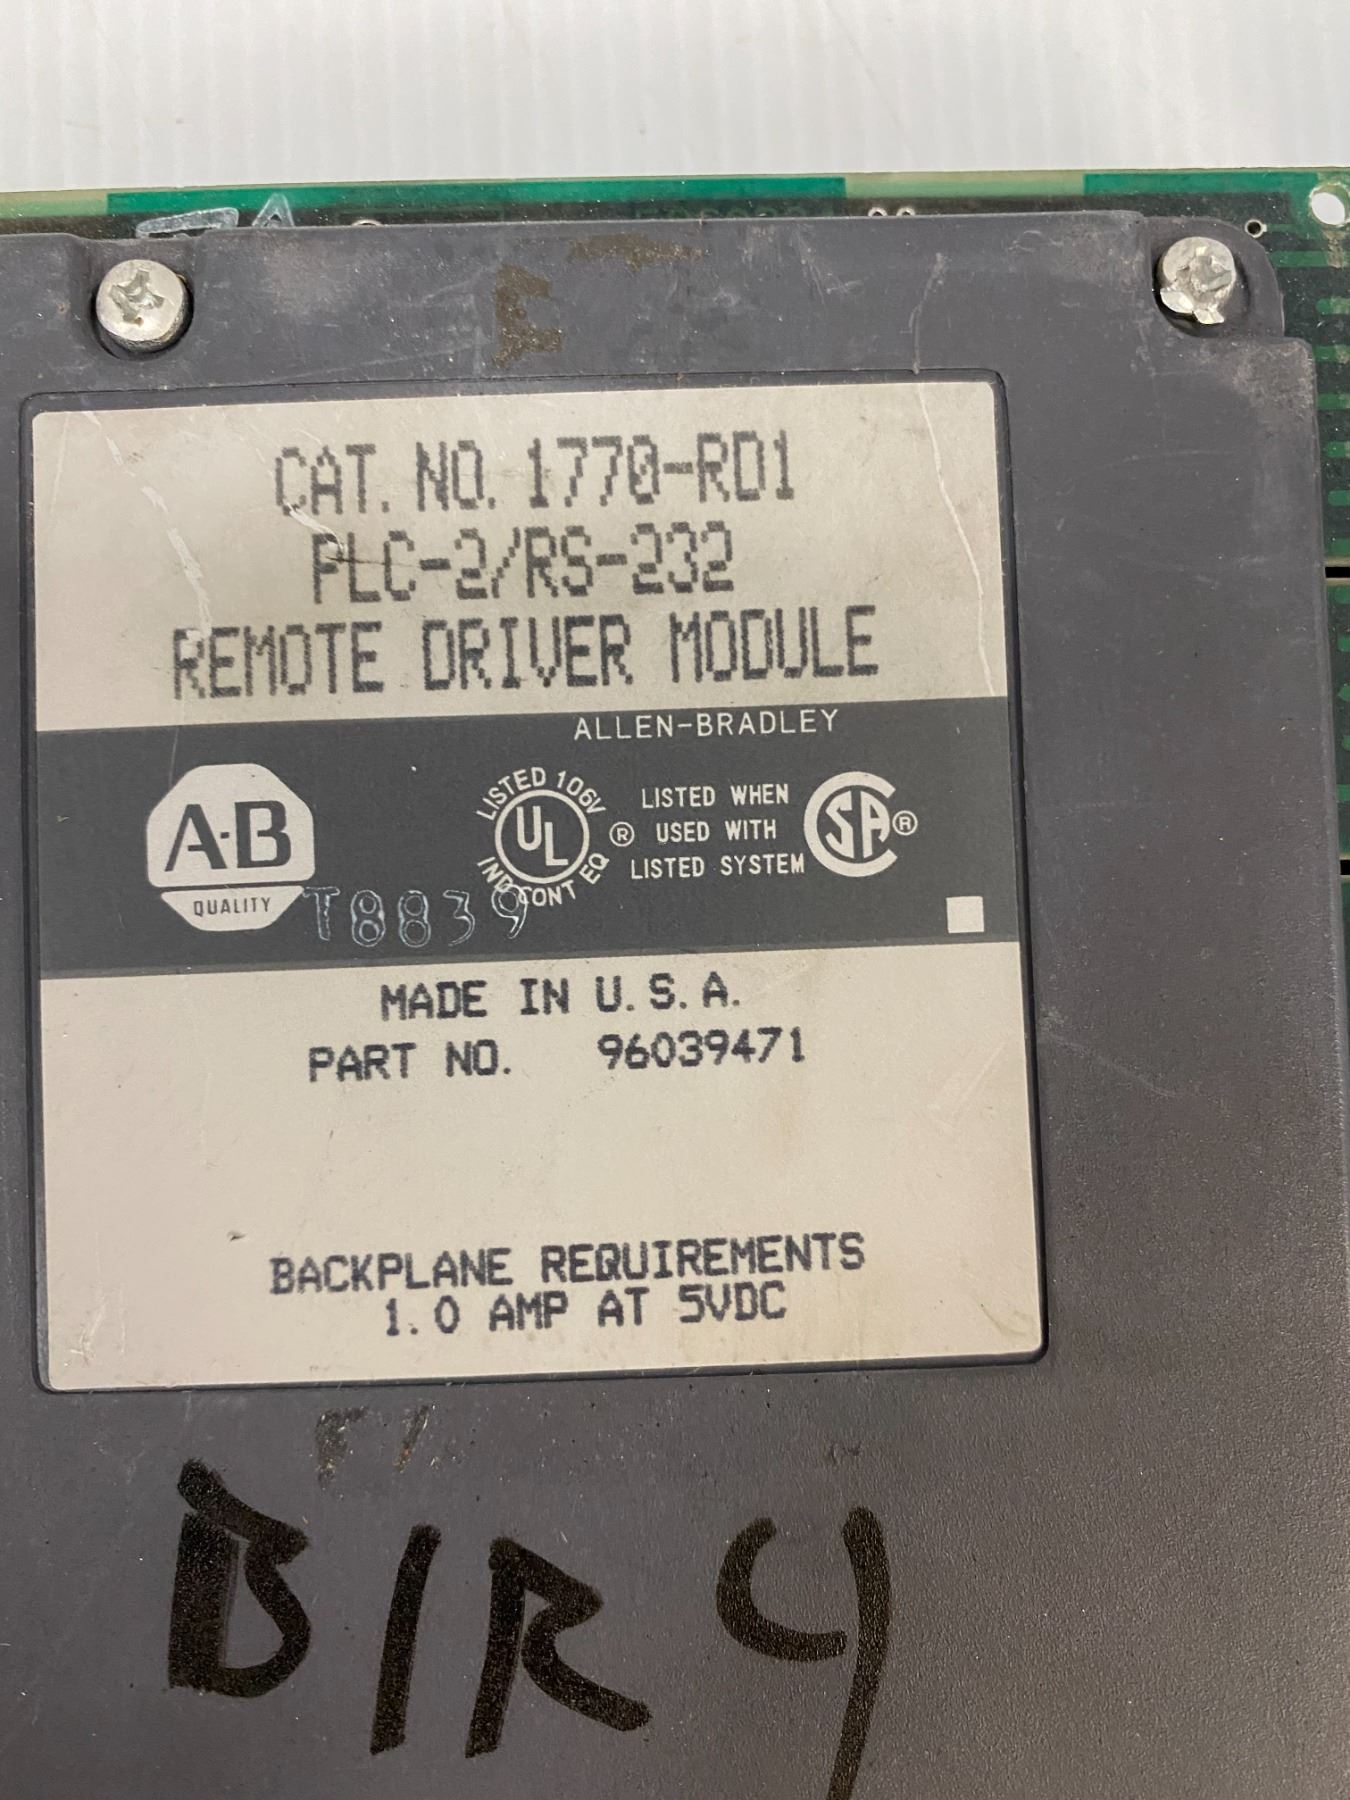 CAT. NO. 1770-RD1
PLC-2/RS-232
REMOTE DRIVER MODULE
ALLEN-BRADLEY
A-B
QUALITY
LISTED 106V
UL ®
IND CONT EQ
LISTED WHEN
USED WITH
LISTED SYSTEM
SA ®
T8839
MADE IN U.S.A.
PART NO. 96039471
BACKPLANE REQUIREMENTS
1.0 AMP AT 5VDC
B1R4